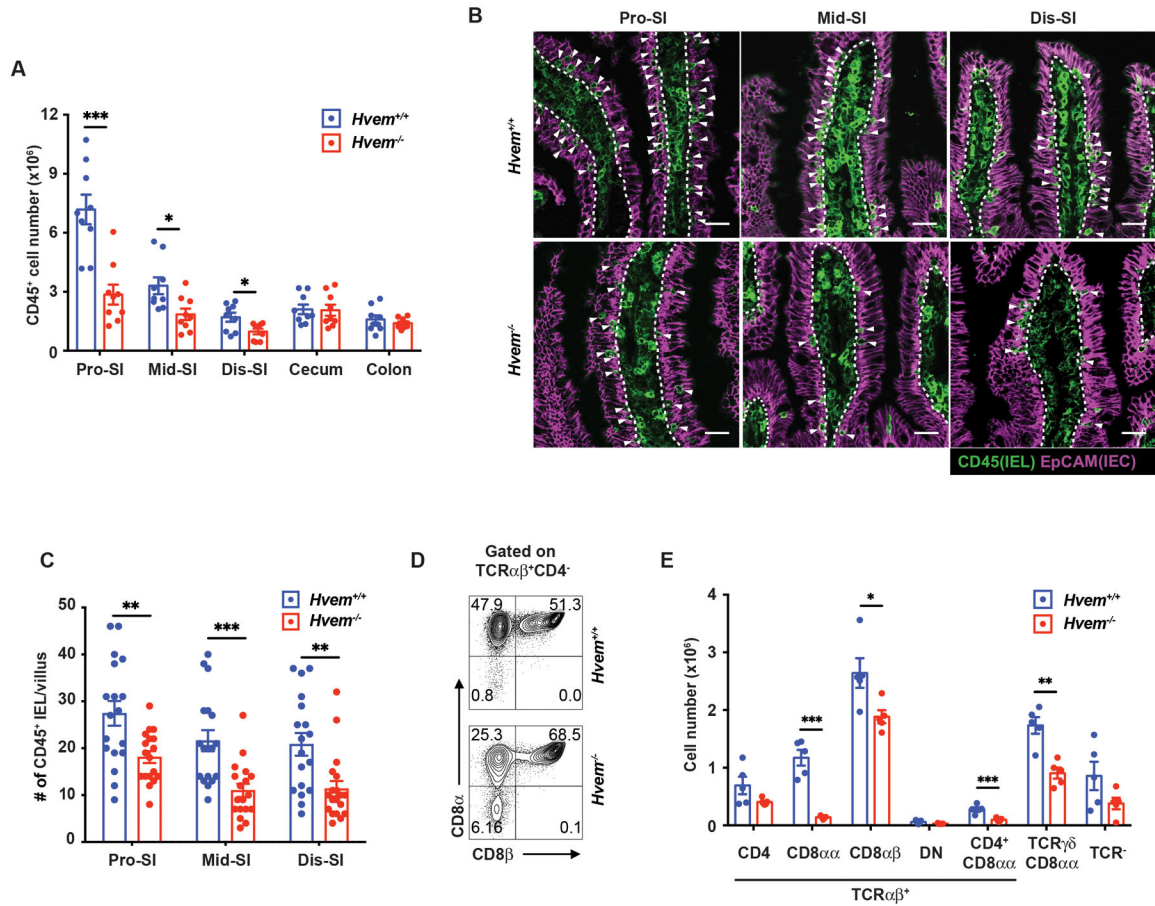 A
CD45⁺ cell number (x10⁶)
12
9
6
3
0
***
*
*
Hvem⁺/⁺
Hvem⁻/⁻
Pro-SI Mid-SI Dis-SI Cecum Colon
B
Pro-SI Mid-SI Dis-SI
Hvem⁺/⁺
Hvem⁻/⁻
CD45(IEL) EpCAM(IEC)
C
# of CD45⁺ IEL/villus
50
40
30
20
10
0
**
***
**
Hvem⁺/⁺
Hvem⁻/⁻
Pro-SI Mid-SI Dis-SI
D
Gated on
TCRαβ⁺CD4⁻
47.9 51.3
0.8 0.0
Hvem⁺/⁺
25.3 68.5
6.16 0.1
Hvem⁻/⁻
CD8α
CD8β
E
Cell number (x10⁶)
4
3
2
1
0
Hvem⁺/⁺
Hvem⁻/⁻
***
*
***
**
CD4 CD8αα CD8αβ DN CD4⁺ TCRγδ TCR⁻
CD8αα CD8αα
TCRαβ⁺